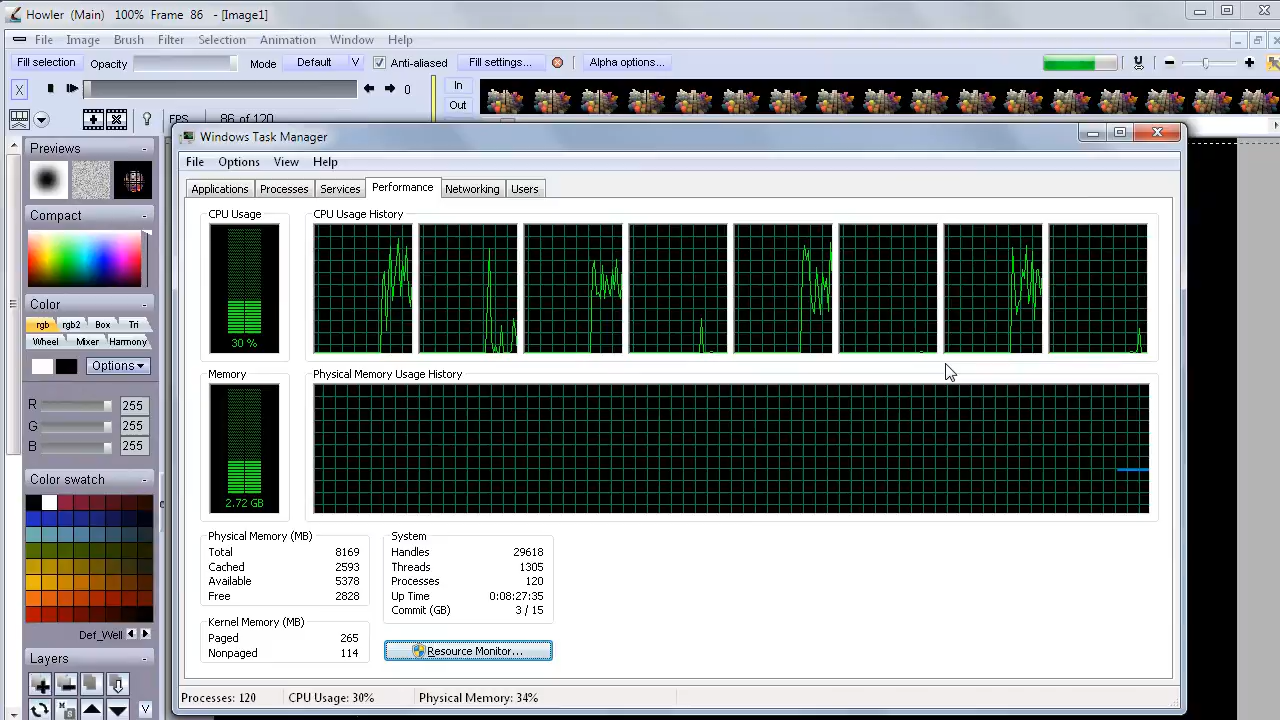 Howler (Main) 100% Frame 86 - [Image1]
File Image Brush Filter Selection Animation Window Help
Fill selection Opacity Mode Default V Anti-aliased Fill settings... Alpha options...
X 0 In
Out
FPS 86 of 120
Previews
Compact
Color
rgb rgb2 Box Tri
Wheel Mixer Harmony
Options
R 255
G 255
B 255
Color swatch
Def_Well
Layers
V
Windows Task Manager
File Options View Help
Applications Processes Services Performance Networking Users
CPU Usage CPU Usage History
30 %
Memory Physical Memory Usage History
2.72 GB
Physical Memory (MB)
Total 8169
Cached 2593
Available 5378
Free 2828
Kernel Memory (MB)
Paged 265
Nonpaged 114
System
Handles 29618
Threads 1305
Processes 120
Up Time 0:08:27:35
Commit (GB) 3 / 15
Resource Monitor...
Processes: 120 CPU Usage: 30% Physical Memory: 34%